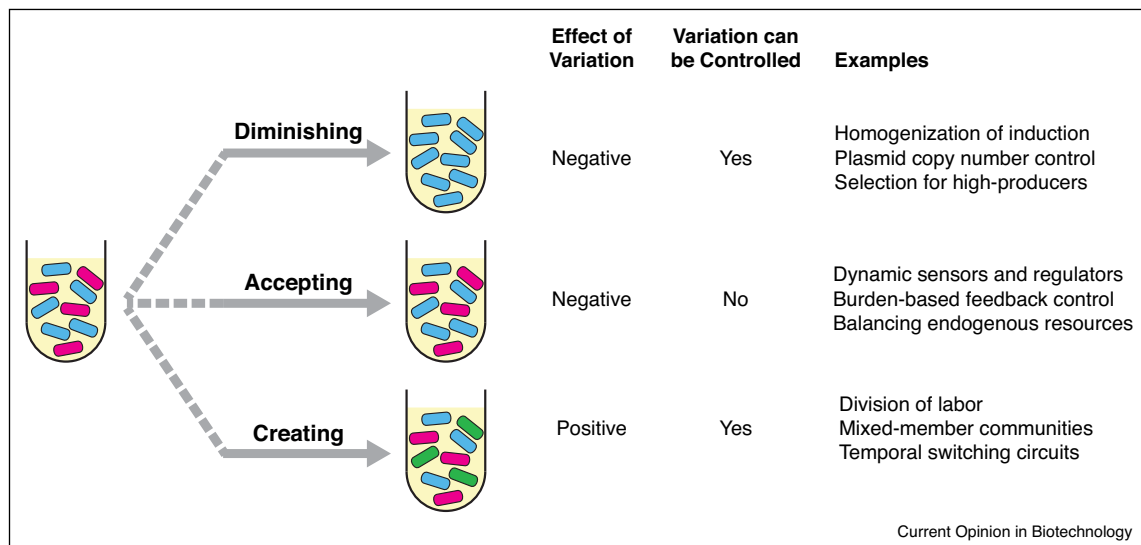 Effect of Variation
Variation can be Controlled
Examples
Diminishing
Negative
Yes
Homogenization of induction
Plasmid copy number control
Selection for high-producers
Accepting
Negative
No
Dynamic sensors and regulators
Burden-based feedback control
Balancing endogenous resources
Creating
Positive
Yes
Division of labor
Mixed-member communities
Temporal switching circuits
Current Opinion in Biotechnology